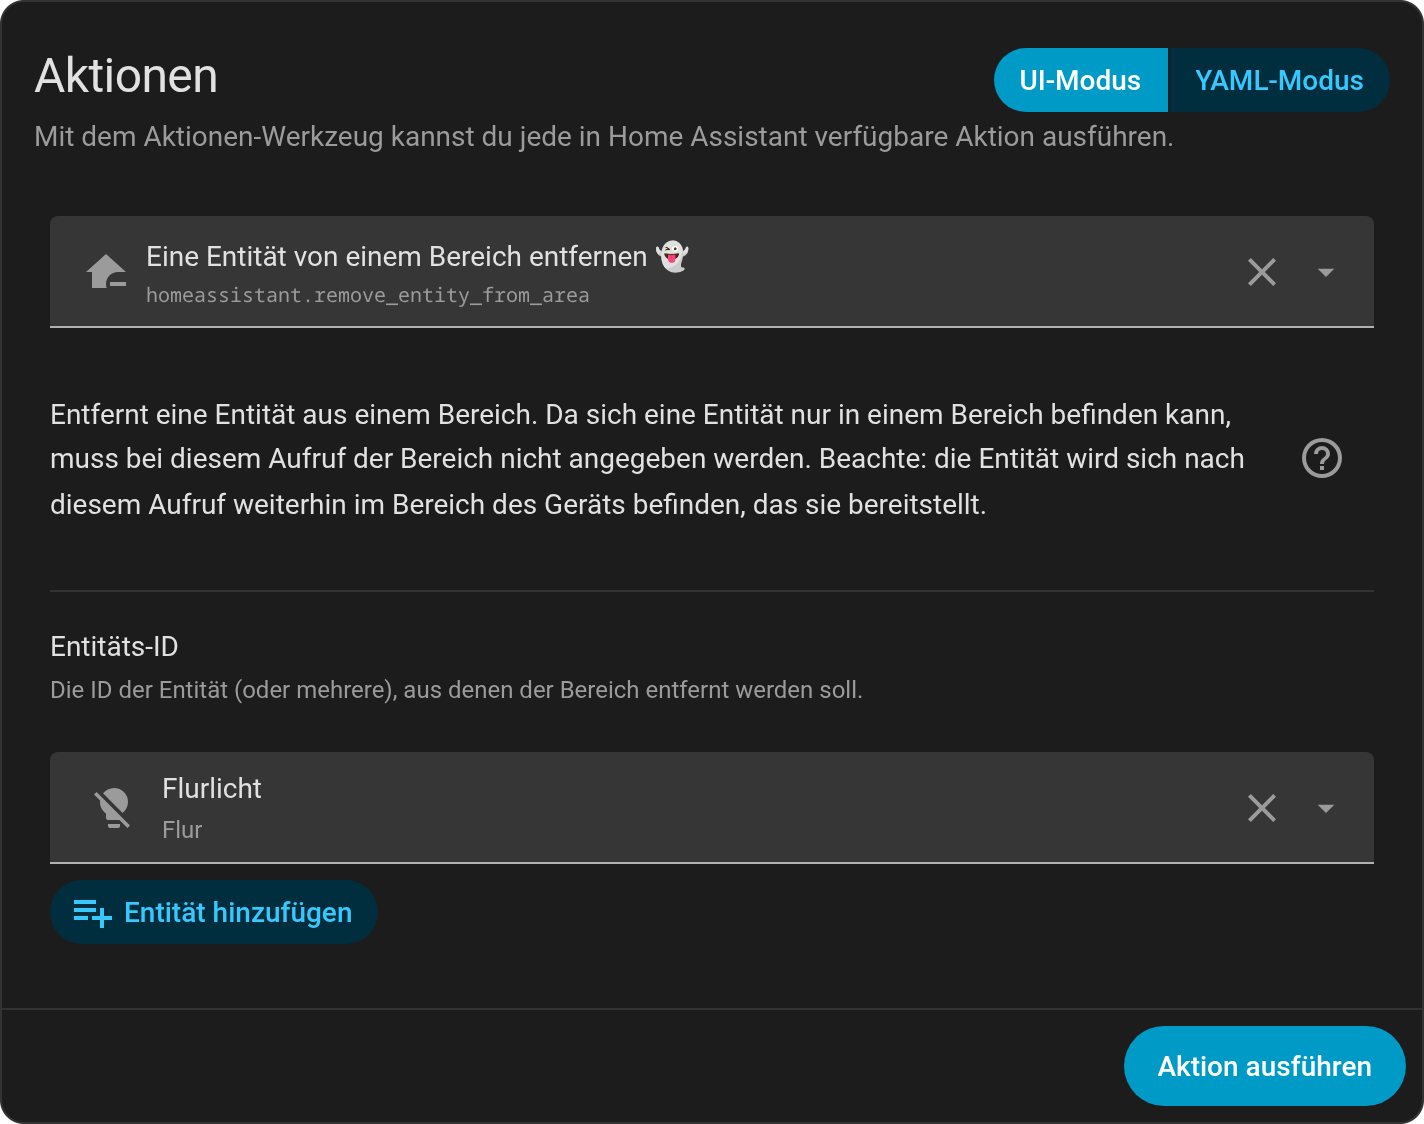 Aktionen
UI-Modus
YAML-Modus
Mit dem Aktionen-Werkzeug kannst du jede in Home Assistant verfügbare Aktion ausführen.
Eine Entität von einem Bereich entfernen 👻
homeassistant.remove_entity_from_area
Entfernt eine Entität aus einem Bereich. Da sich eine Entität nur in einem Bereich befinden kann,
muss bei diesem Aufruf der Bereich nicht angegeben werden. Beachte: die Entität wird sich nach
diesem Aufruf weiterhin im Bereich des Geräts befinden, das sie bereitstellt.
Entitäts-ID
Die ID der Entität (oder mehrere), aus denen der Bereich entfernt werden soll.
Flurlicht
Flur
Entität hinzufügen
Aktion ausführen